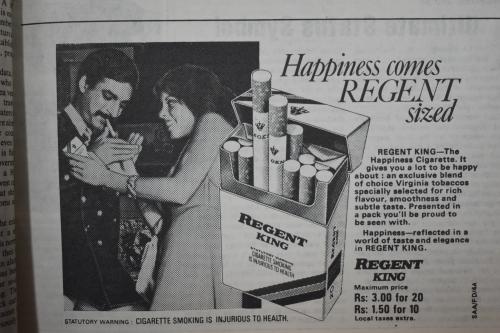 Happiness comes
REGENT
sized
REGENT KING—The
Happiness Cigarette. It
gives you a lot to be happy
about : an exclusive blend
of choice Virginia tobaccos
specially selected for rich
flavour, smoothness and
subtle taste. Presented in
a pack you'll be proud to
be seen with.
Happiness—reflected in a
world of taste and elegance
in REGENT KING.
REGENT
KING
Maximum price
Rs: 3.00 for 20
Rs: 1.50 for 10
Local taxes extra.
REGENT
KING
STATUTORY WARNING
CIGARETTE SMOKING
IS INJURIOUS TO HEALTH
STATUTORY WARNING : CIGARETTE SMOKING IS INJURIOUS TO HEALTH.